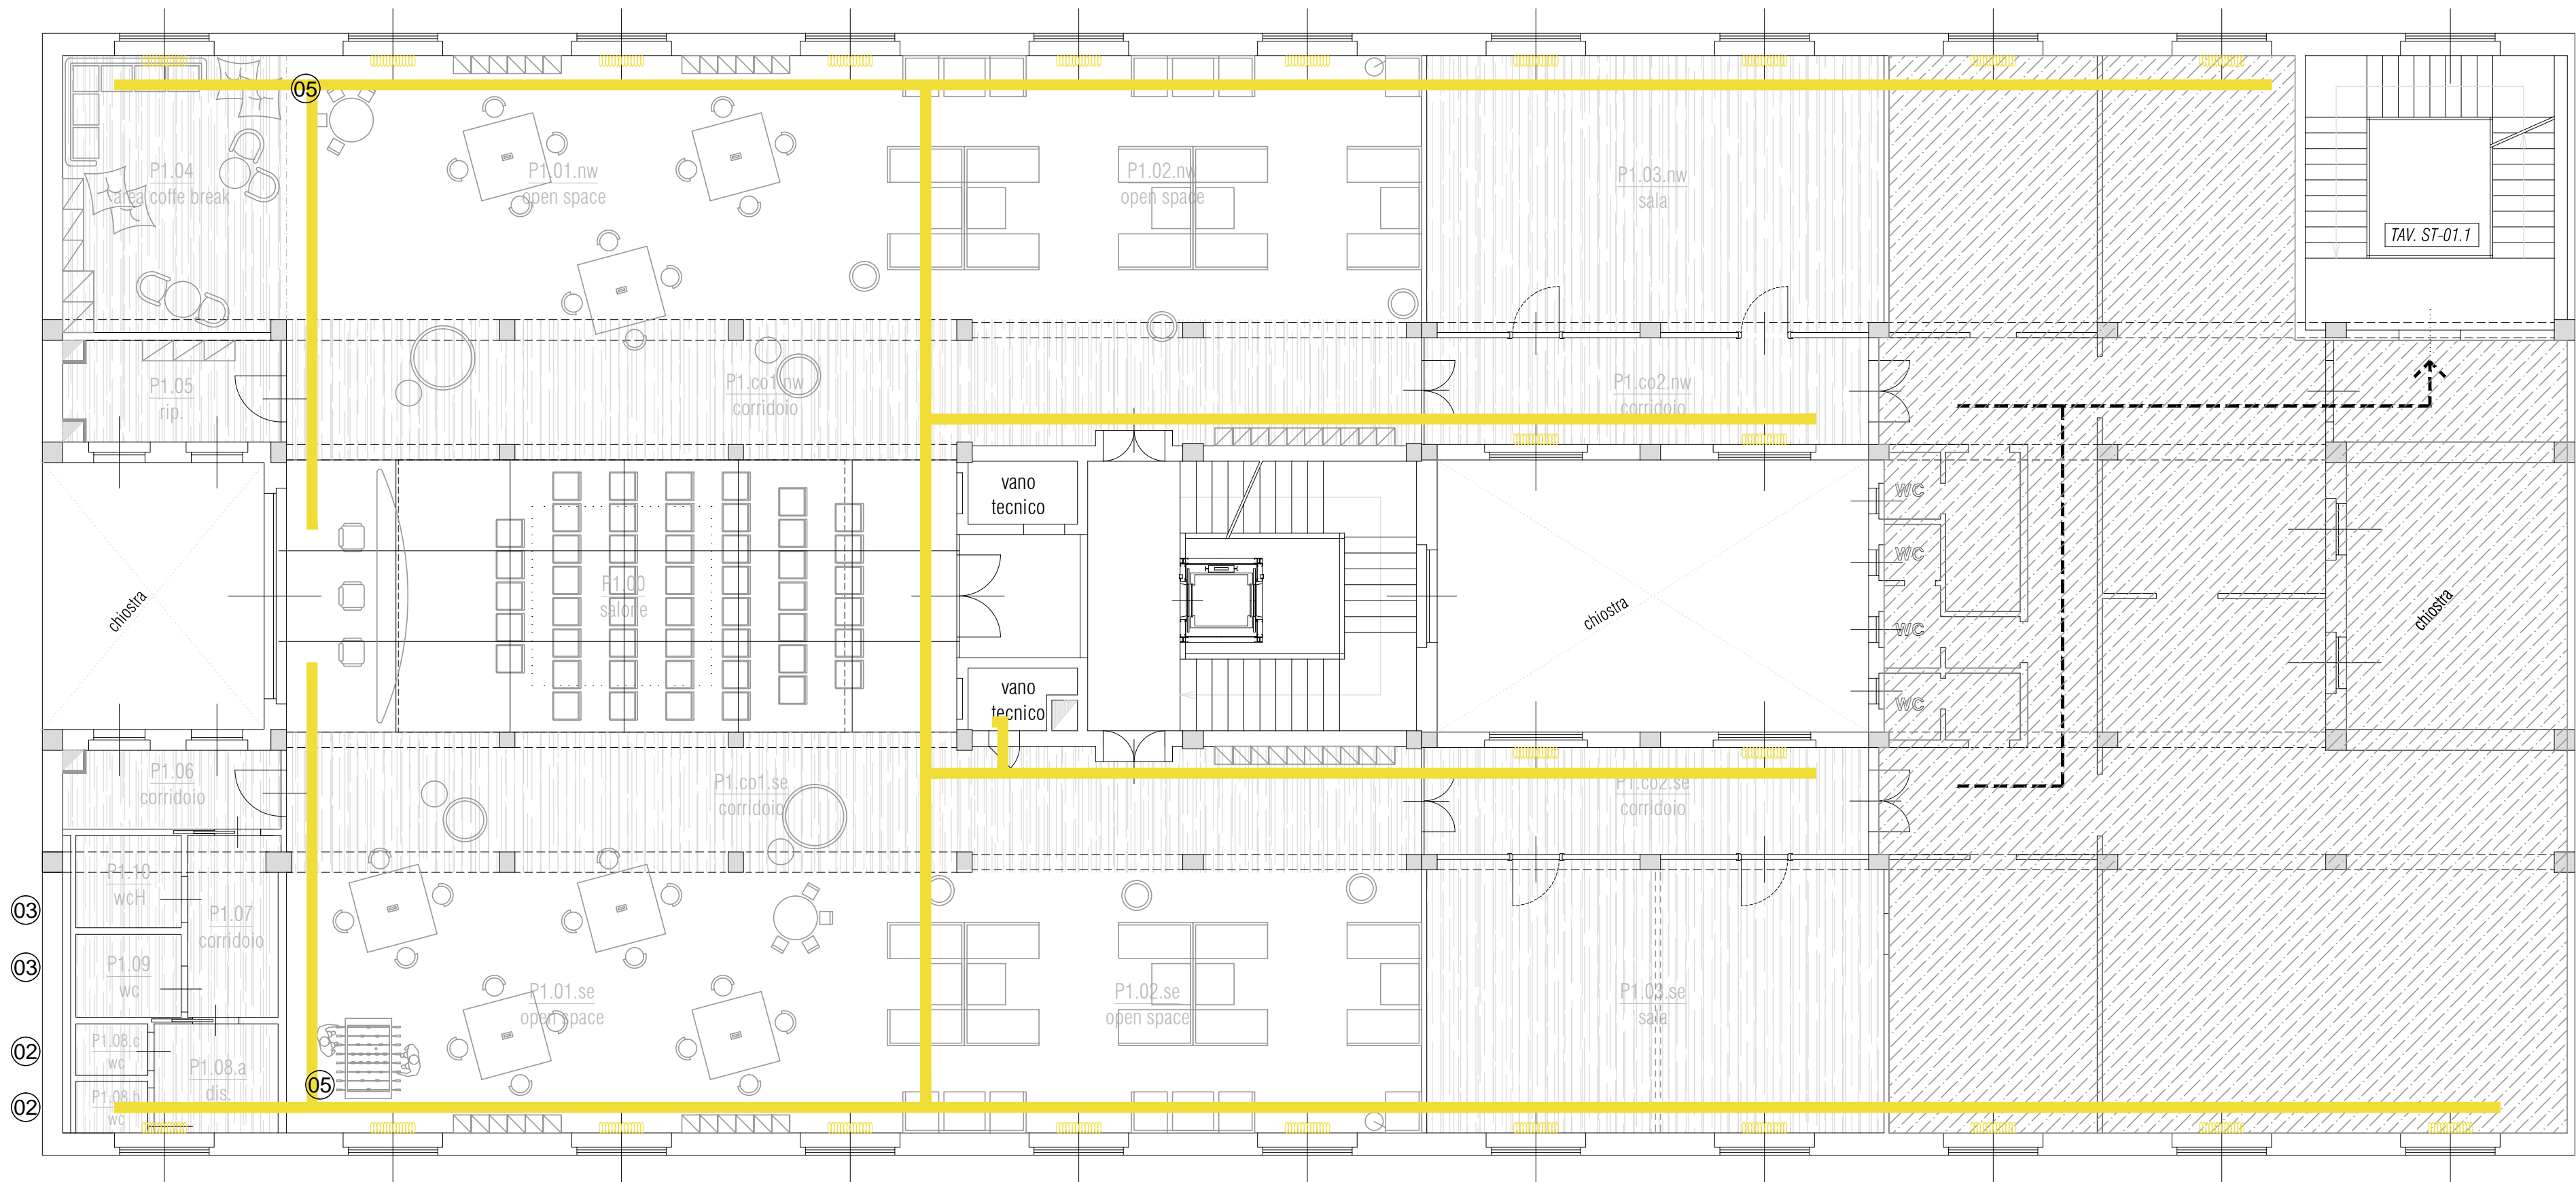 05
P1.04
area coffe break
P1.01.nw
open space
P1.02.nw
open space
P1.03.nw
sala
TAV. ST-01.1
P1.05
rip.
P1.co1.nw
corridoio
P1.co2.nw
corridoio
vano
tecnico
WC
WC
WC
WC
chiostra
P1.00
salone
chiostra
chiostra
vano
tecnico
P1.06
corridoio
P1.co1.se
corridoio
P1.co2.se
corridoio
P1.10
wcH
03
P1.07
corridoio
03
P1.09
wc
P1.01.se
open space
P1.02.se
open space
P1.03.se
sala
02
P1.08.c
wc
P1.08.a
dis.
05
02
P1.08.b
wc